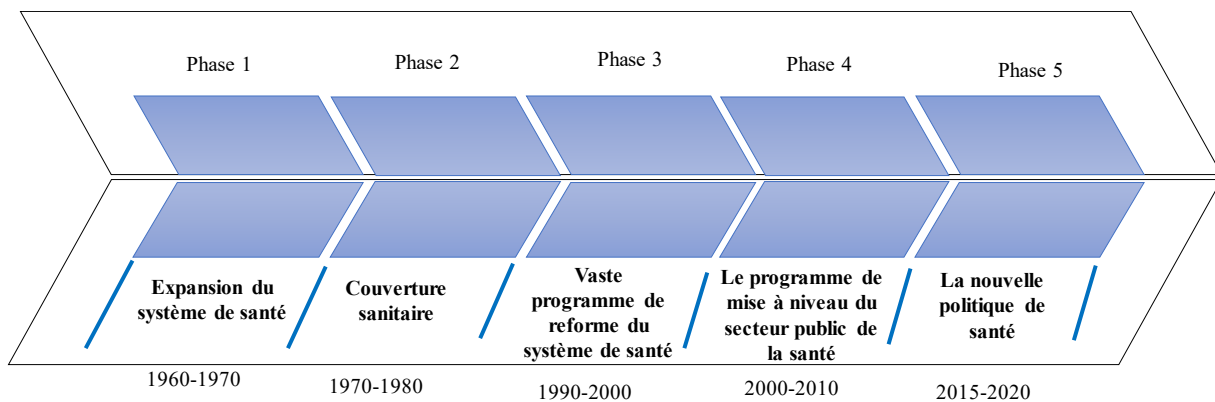 Phase 1
Phase 2
Phase 3
Phase 4
Phase 5
Expansion du
système de santé
Couverture
sanitaire
Vaste
programme de
reforme du
système de santé
Le programme de
mise à niveau du
secteur public de
la santé
La nouvelle
politique de
santé
1960-1970
1970-1980
1990-2000
2000-2010
2015-2020